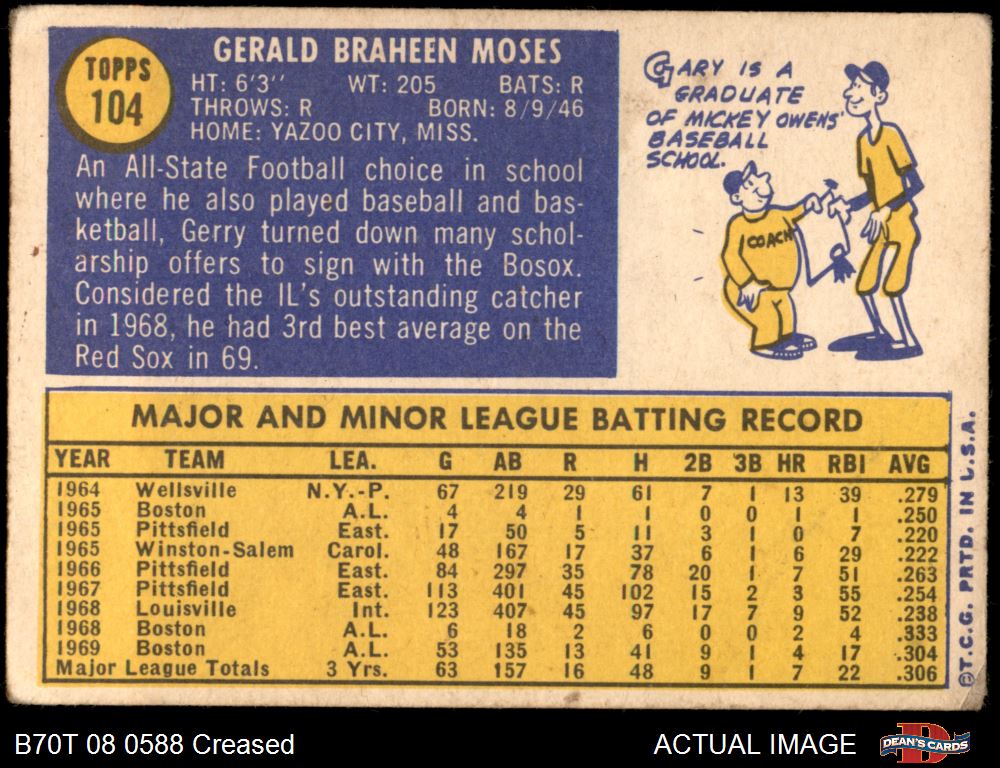 TOPPS
104
GERALD BRAHEEN MOSES
HT: 6'3'' WT: 205 BATS: R
THROWS: R BORN: 8/9/46
HOME: YAZOO CITY, MISS.
An All-State Football choice in school
where he also played baseball and bas-
ketball, Gerry turned down many schol-
arship offers to sign with the Bosox.
Considered the IL's outstanding catcher
in 1968, he had 3rd best average on the
Red Sox in 69.
GARY IS A
GRADUATE
OF MICKEY OWENS'
BASEBALL
SCHOOL.
COACH
MAJOR AND MINOR LEAGUE BATTING RECORD
YEAR TEAM LEA. G AB R H 2B 3B HR RBI AVG
1964 Wellsville N.Y.-P. 67 219 29 61 7 1 13 39 .279
1965 Boston A.L. 4 4 1 1 0 0 1 1 .250
1965 Pittsfield East. 17 50 5 11 3 1 0 7 .220
1965 Winston-Salem Carol. 48 167 17 37 6 1 6 29 .222
1966 Pittsfield East. 84 297 35 78 20 1 7 51 .263
1967 Pittsfield East. 113 401 45 102 15 2 3 55 .254
1968 Louisville Int. 123 407 45 97 17 7 9 52 .238
1968 Boston A.L. 6 18 2 6 0 0 2 4 .333
1969 Boston A.L. 53 135 13 41 9 1 4 17 .304
Major League Totals 3 Yrs. 63 157 16 48 9 1 7 22 .306
©T.C.G. PRTD. IN U.S.A.
B70T 08 0588 Creased
ACTUAL IMAGE
DEAN'S CARDS